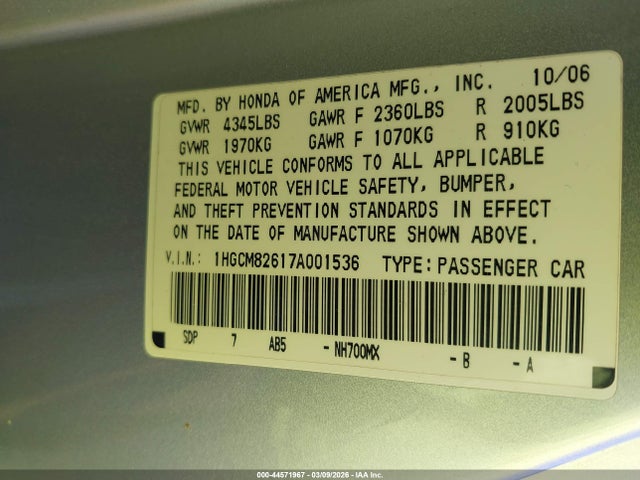 MFD. BY HONDA OF AMERICA MFG., INC. 10/06
GVWR 4345LBS GAWR F 2360LBS R 2005LBS
GVWR 1970KG GAWR F 1070KG R 910KG
THIS VEHICLE CONFORMS TO ALL APPLICABLE
FEDERAL MOTOR VEHICLE SAFETY, BUMPER,
AND THEFT PREVENTION STANDARDS IN EFFECT
ON THE DATE OF MANUFACTURE SHOWN ABOVE.
V.I.N.: 1HGCM82617A001536 TYPE: PASSENGER CAR
SDP 7 AB5 - NH700MX - B - A
000-44571967 - 03/09/2026 - IAA Inc.